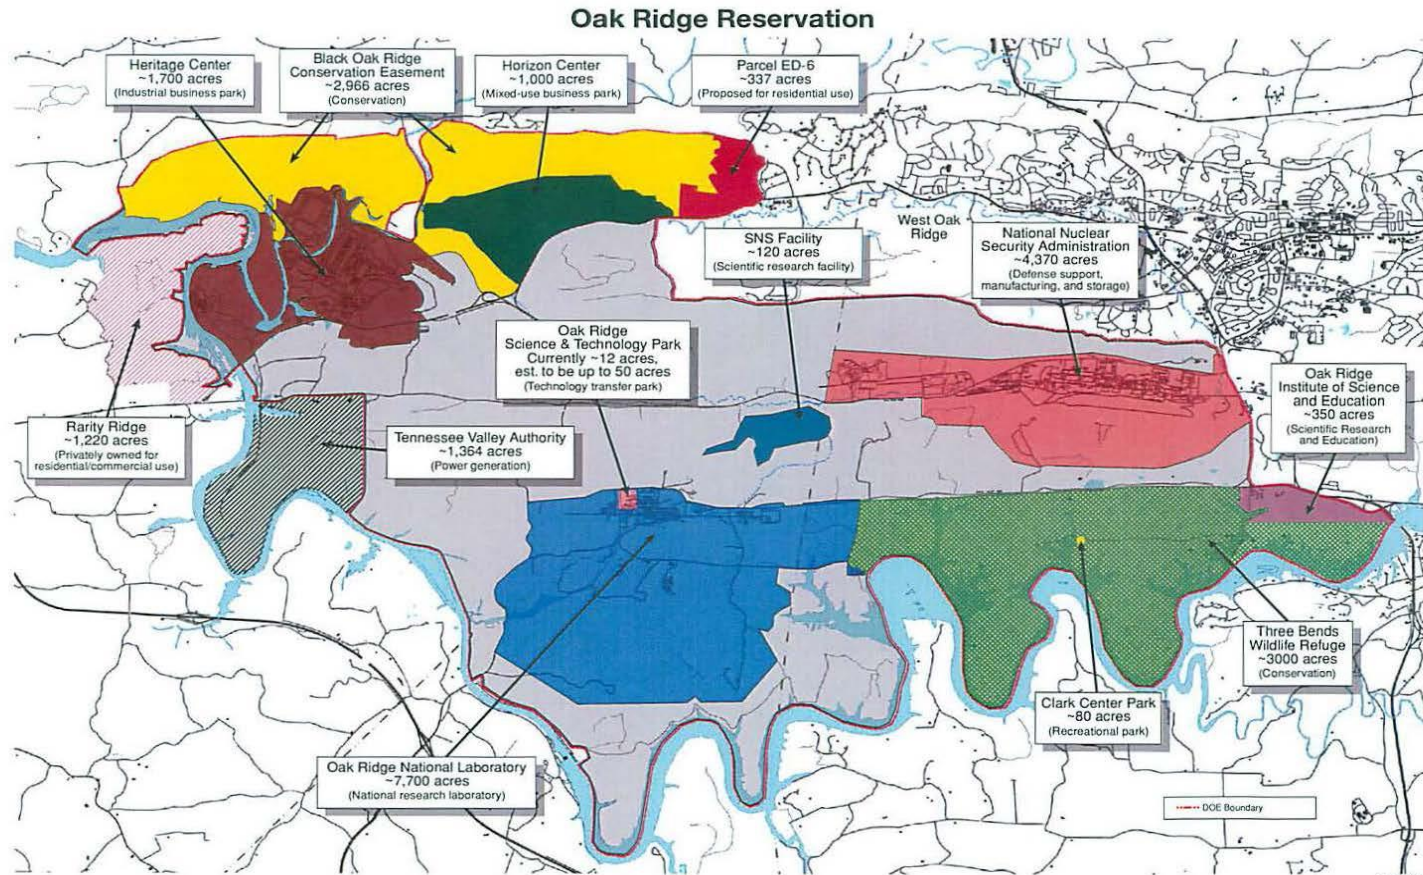 Oak Ridge Reservation
Heritage Center
~1,700 acres
(Industrial business park)
Black Oak Ridge
Conservation Easement
~2,966 acres
(Conservation)
Horizon Center
~1,000 acres
(Mixed-use business park)
Parcel ED-6
~337 acres
(Proposed for residential use)
West Oak
Ridge
SNS Facility
~120 acres
(Scientific research facility)
National Nuclear
Security Administration
~4,370 acres
(Defense support,
manufacturing, and storage)
Oak Ridge
Science & Technology Park
Currently ~12 acres,
est. to be up to 50 acres
(Technology transfer park)
Oak Ridge
Institute of Science
and Education
~350 acres
(Scientific Research
and Education)
Rarity Ridge
~1,220 acres
(Privately owned for
residential/commercial use)
Tennessee Valley Authority
~1,364 acres
(Power generation)
Three Bends
Wildlife Refuge
~3000 acres
(Conservation)
Clark Center Park
~80 acres
(Recreational park)
Oak Ridge National Laboratory
~7,700 acres
(National research laboratory)
DOE Boundary